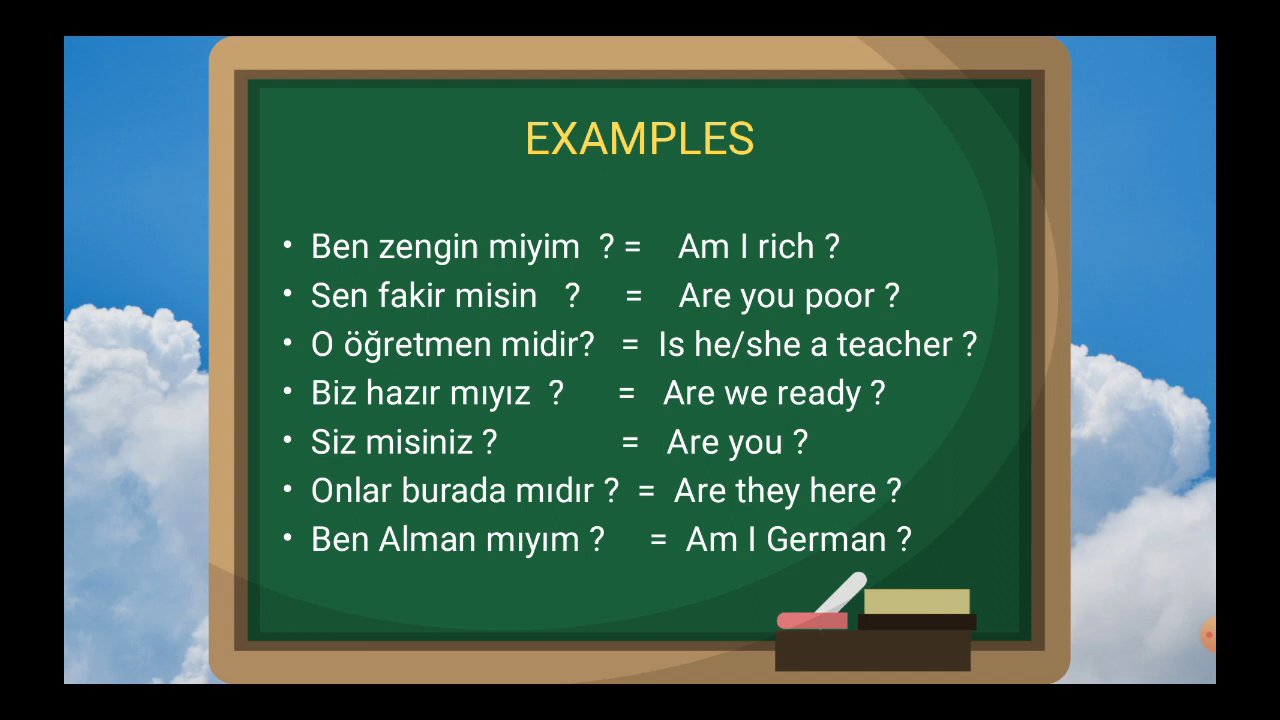 EXAMPLES
• Ben zengin miyim ? = Am I rich ?
• Sen fakir misin ? = Are you poor ?
• O öğretmen midir? = Is he/she a teacher ?
• Biz hazır mıyız ? = Are we ready ?
• Siz misiniz ? = Are you ?
• Onlar burada mıdır ? = Are they here ?
• Ben Alman mıyım ? = Am I German ?